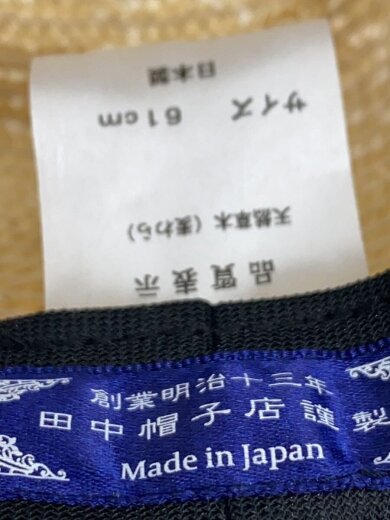 品質表示
天然草木（麦わら）
サイズ 61cm
日本製
創業明治十三年
田中帽子店謹製
Made in Japan